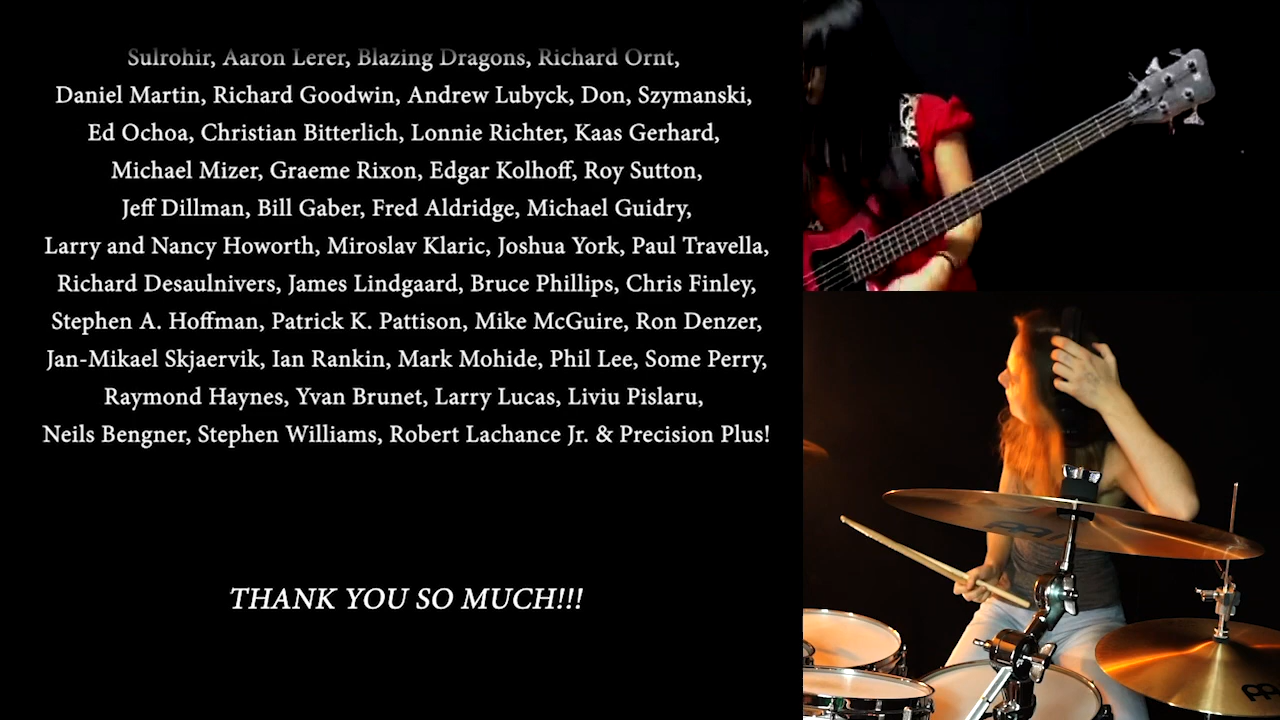 Sulrohir, Aaron Lerer, Blazing Dragons, Richard Ornt,
Daniel Martin, Richard Goodwin, Andrew Lubyck, Don, Szymanski,
Ed Ochoa, Christian Bitterlich, Lonnie Richter, Kaas Gerhard,
Michael Mizer, Graeme Rixon, Edgar Kolhoff, Roy Sutton,
Jeff Dillman, Bill Gaber, Fred Aldridge, Michael Guidry,
Larry and Nancy Howorth, Miroslav Klaric, Joshua York, Paul Travella,
Richard Desaulnivers, James Lindgaard, Bruce Phillips, Chris Finley,
Stephen A. Hoffman, Patrick K. Pattison, Mike McGuire, Ron Denzer,
Jan-Mikael Skjaervik, Ian Rankin, Mark Mohide, Phil Lee, Some Perry,
Raymond Haynes, Yvan Brunet, Larry Lucas, Liviu Pislaru,
Neils Bengner, Stephen Williams, Robert Lachance Jr. & Precision Plus!
THANK YOU SO MUCH!!!